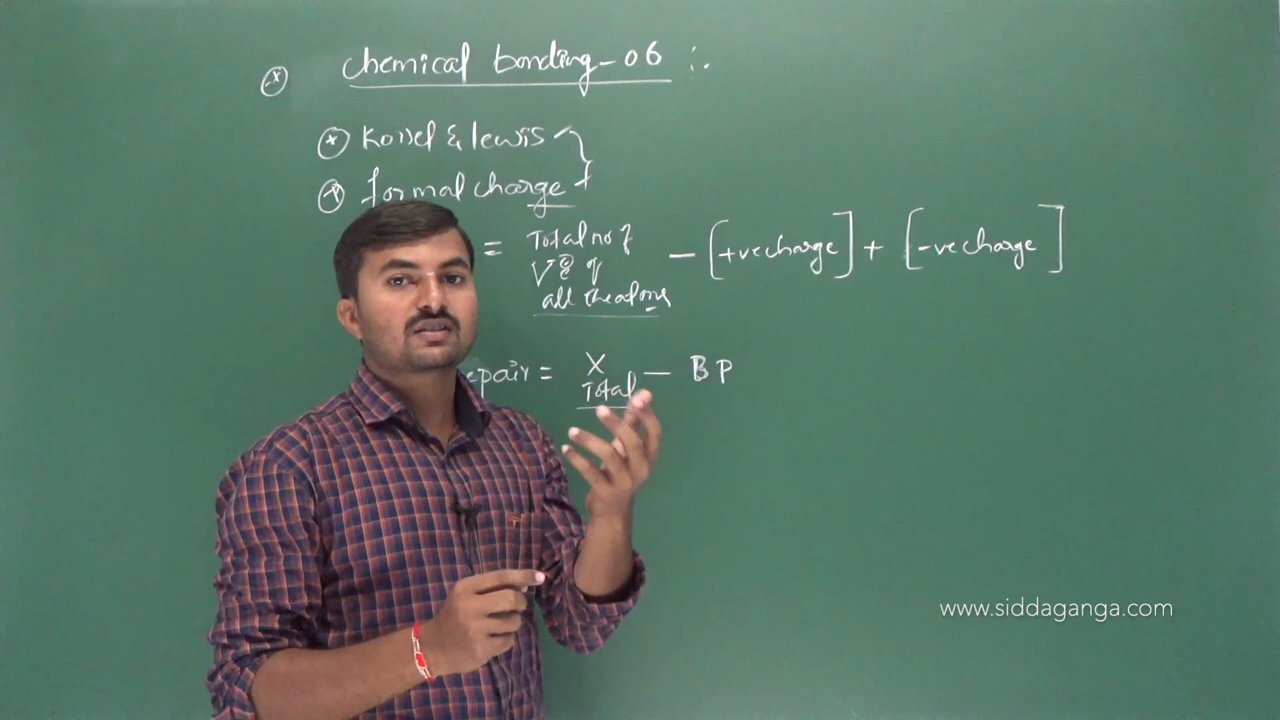 chemical bonding - 06 :.
Kossel & lewis
formal charge
= Total no of
V e̅ of
all the atoms
- [+ve charge] + [-ve charge]
epair = X - BP
Total
www.siddaganga.com